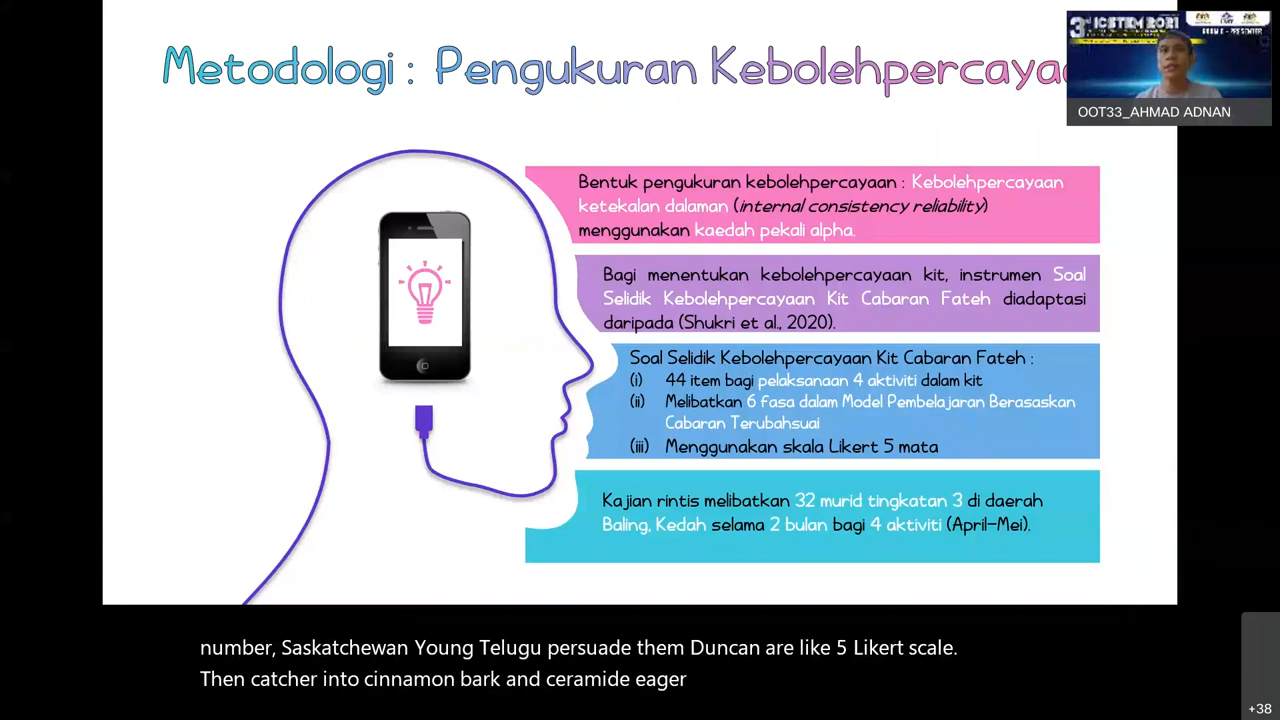 Metodologi : Pengukuran Kebolehpercayaa
3rd ICSTEM 2021
ROOM E - PRESENTER
OOT33_AHMAD ADNAN
Bentuk pengukuran kebolehpercayaan : Kebolehpercayaan
ketekalan dalaman (internal consistency reliability)
menggunakan kaedah pekali alpha.
Bagi menentukan kebolehpercayaan kit, instrumen Soal
Selidik Kebolehpercayaan Kit Cabaran Fateh diadaptasi
daripada (Shukri et al., 2020).
Soal Selidik Kebolehpercayaan Kit Cabaran Fateh :
(i) 44 item bagi pelaksanaan 4 aktiviti dalam kit
(ii) Melibatkan 6 fasa dalam Model Pembelajaran Berasaskan
Cabaran Terubahsuai
(iii) Menggunakan skala Likert 5 mata
Kajian rintis melibatkan 32 murid tingkatan 3 di daerah
Baling, Kedah selama 2 bulan bagi 4 aktiviti (April-Mei).
number, Saskatchewan Young Telugu persuade them Duncan are like 5 Likert scale.
Then catcher into cinnamon bark and ceramide eager
+38